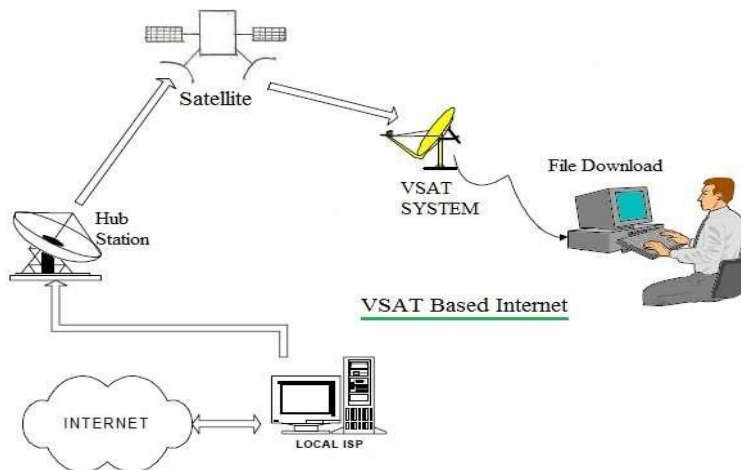 Satellite
File Download
VSAT
SYSTEM
Hub
Station
VSAT Based Internet
INTERNET
LOCAL ISP